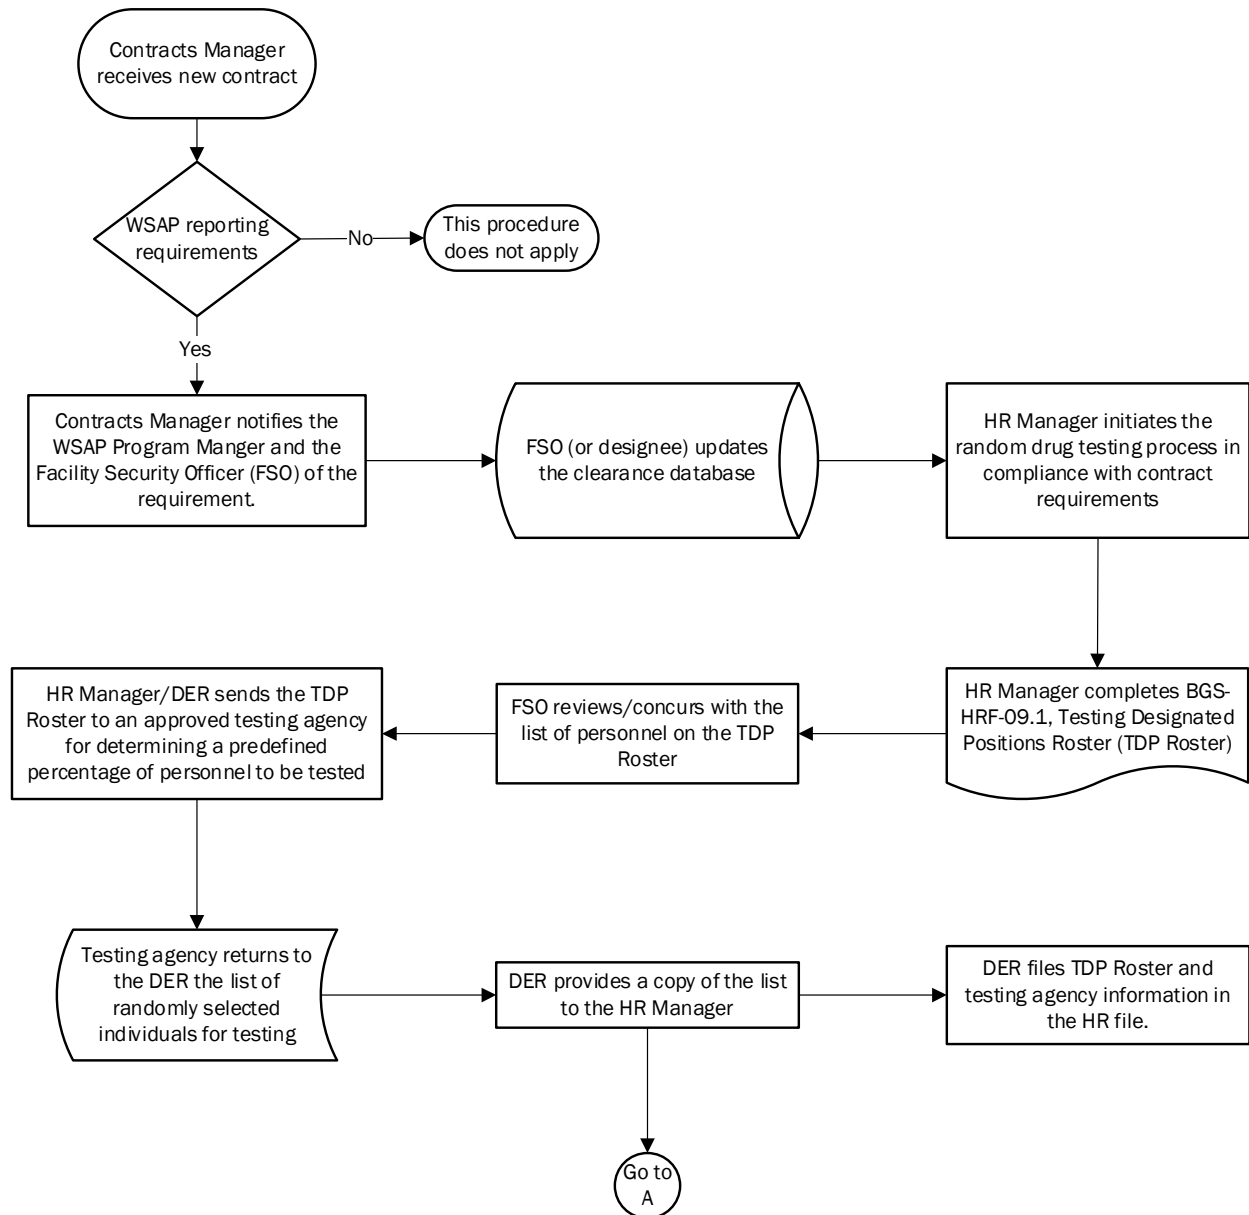 Contracts Manager
receives new contract
WSAP reporting
requirements
No
This procedure
does not apply
Yes
Contracts Manager notifies the
WSAP Program Manger and the
Facility Security Officer (FSO) of the
requirement.
FSO (or designee) updates
the clearance database
HR Manager initiates the
random drug testing process in
compliance with contract
requirements
HR Manager completes BGS-
HRF-09.1, Testing Designated
Positions Roster (TDP Roster)
FSO reviews/concurs with the
list of personnel on the TDP
Roster
HR Manager/DER sends the TDP
Roster to an approved testing agency
for determining a predefined
percentage of personnel to be tested
Testing agency returns to
the DER the list of
randomly selected
individuals for testing
DER provides a copy of the list
to the HR Manager
DER files TDP Roster and
testing agency information in
the HR file.
Go to
A